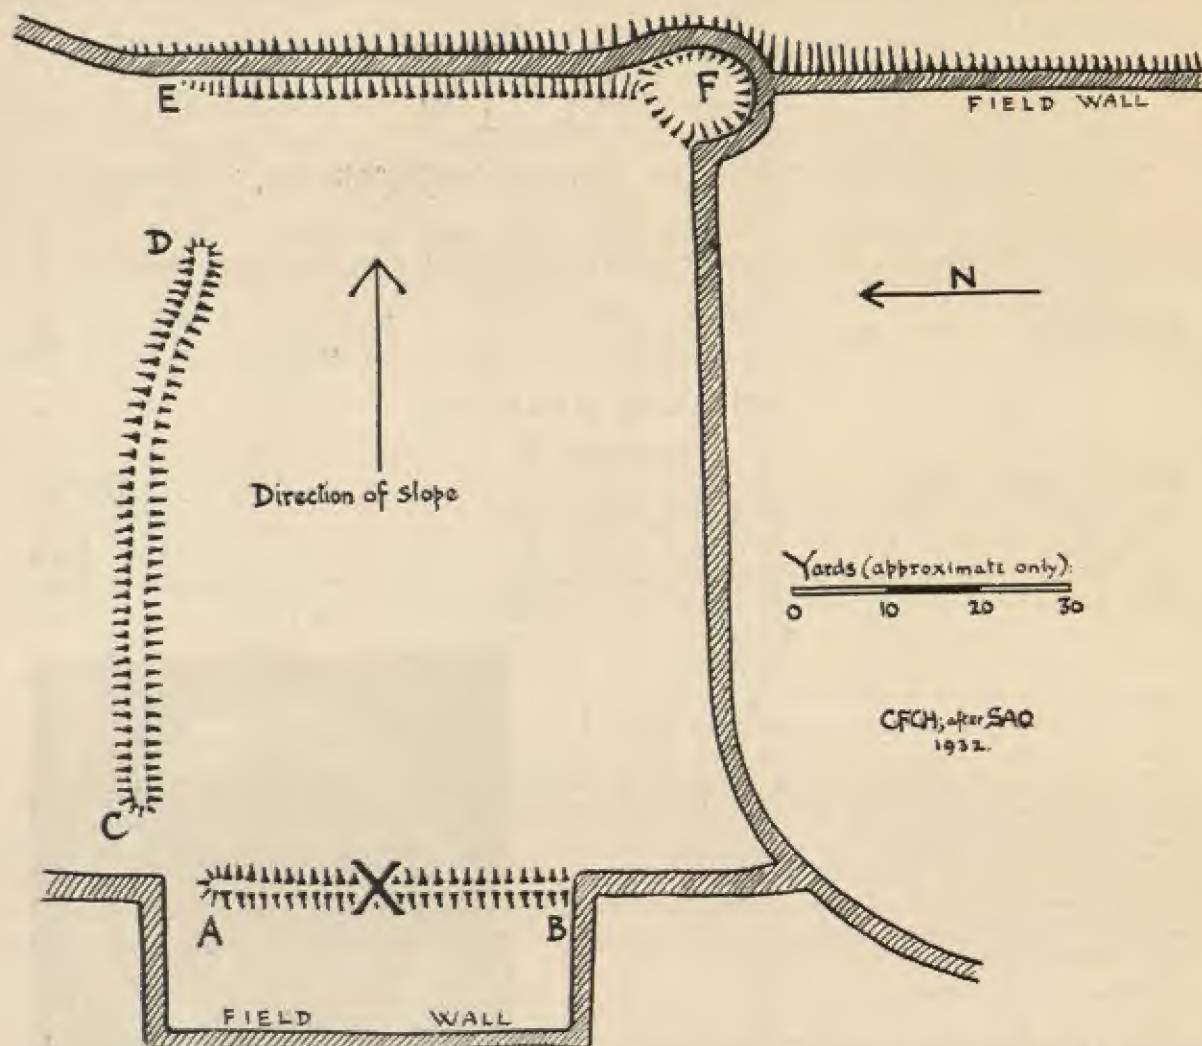 E
F
FIELD WALL
D
N
Direction of slope
Yards (approximate only).
0 10 20 30
CFCH; after SAO
1932.
C
X
A
B
FIELD WALL